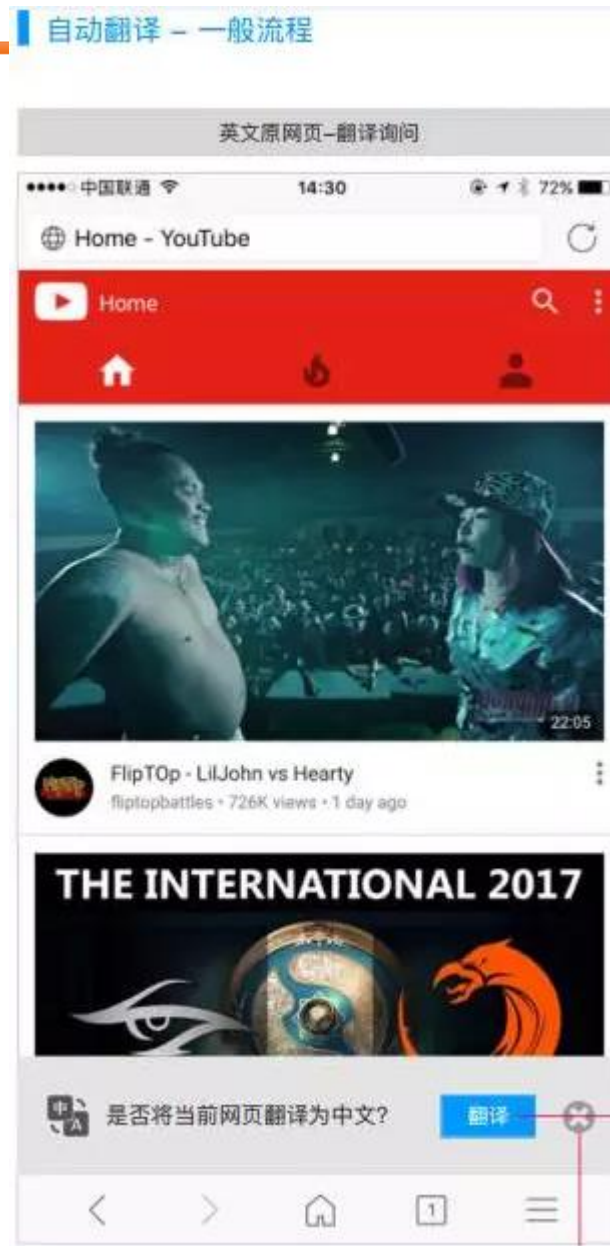 自动翻译 – 一般流程
英文原网页–翻译询问
中国联通 14:30 72%
Home - YouTube
Home
22:05
FlipTOp - LilJohn vs Hearty
fliptopbattles • 726K views • 1 day ago
THE INTERNATIONAL 2017
中 A 是否将当前网页翻译为中文? 翻译
1